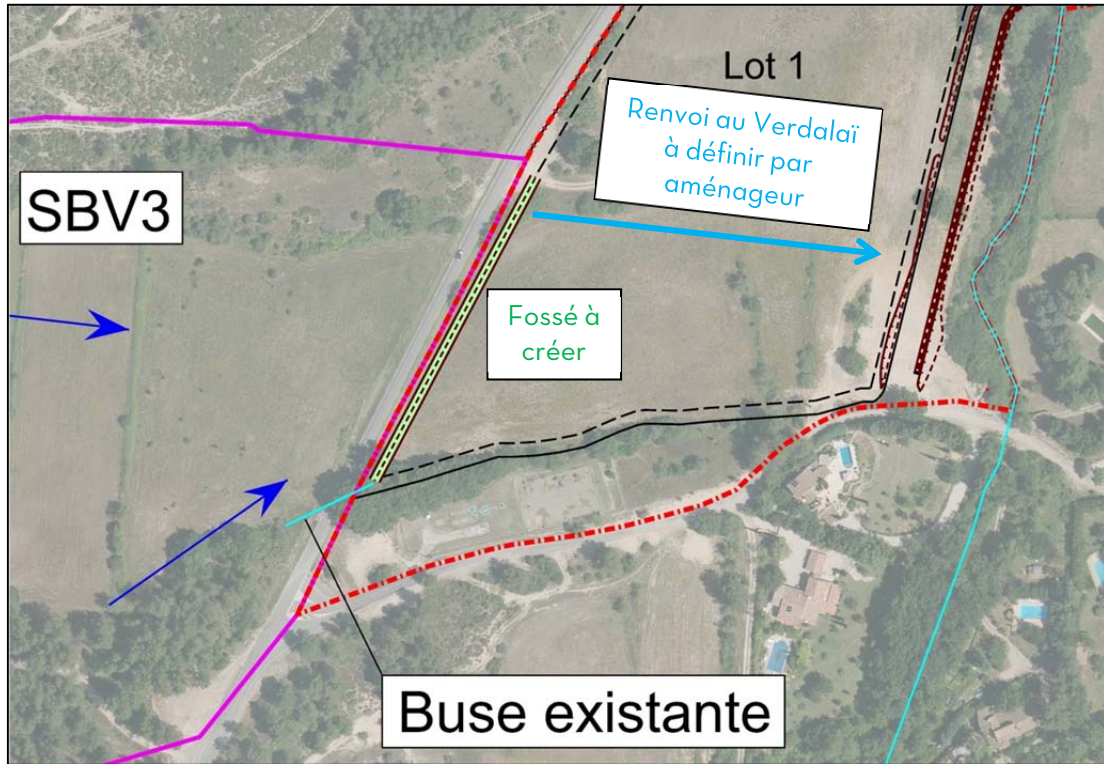 Lot 1
Renvoi au Verdalaï
à définir par
aménageur
SBV3
Fossé à
créer
Buse existante